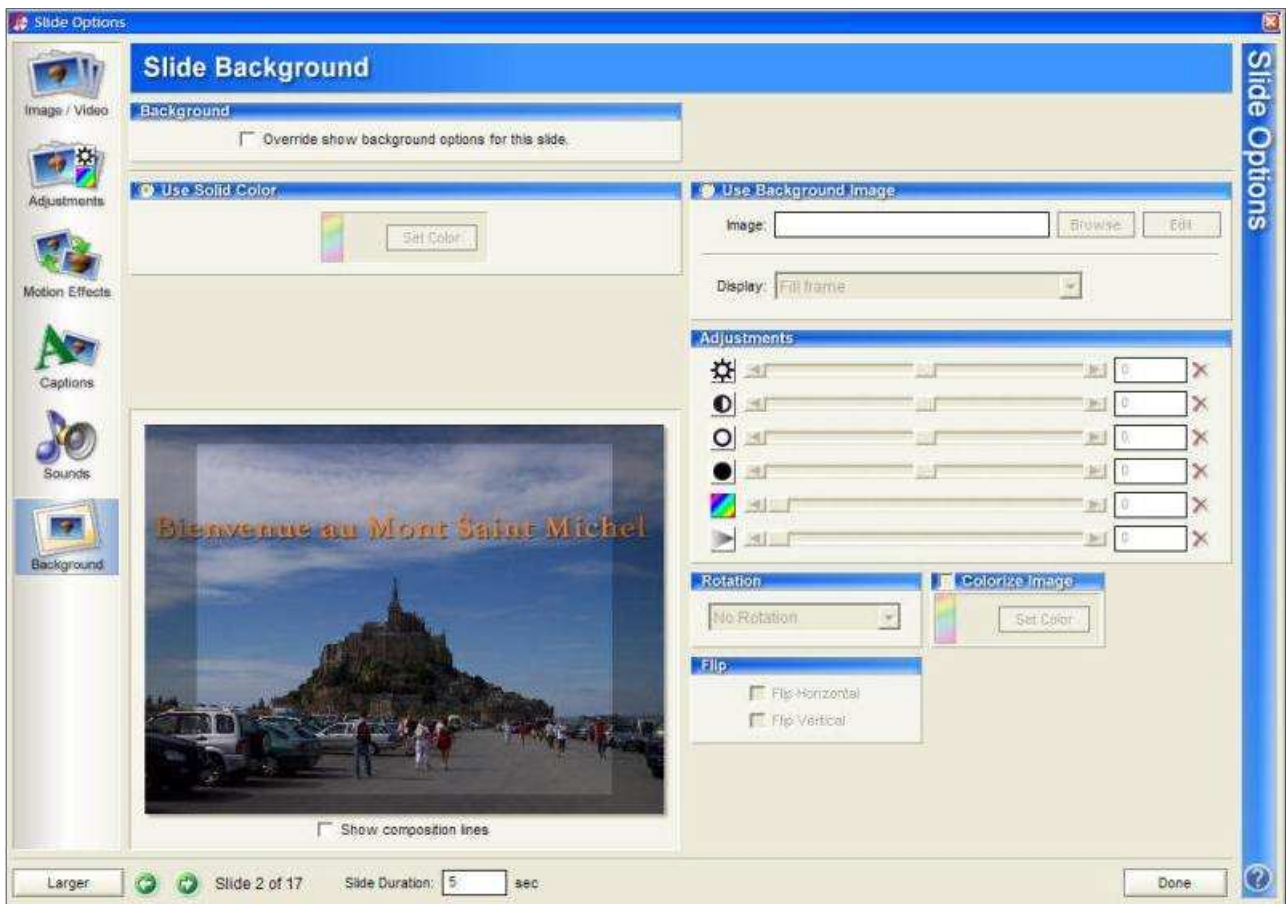 Slide Options
Image / Video
Adjustments
Motion Effects
Captions
Sounds
Background
Slide Background
Background
Override show background options for this slide.
Use Solid Color
Set Color
Bienvenue au Mont Saint Michel
Show composition lines
Use Background Image
Image:
Browse
Edit
Display:
Fill frame
Adjustments
0
0
0
0
0
0
Rotation
No Rotation
Colorize Image
Set Color
Flip
Flip Horizontal
Flip Vertical
Slide Options
Larger
Slide 2 of 17
Slide Duration: 5 sec
Done
?